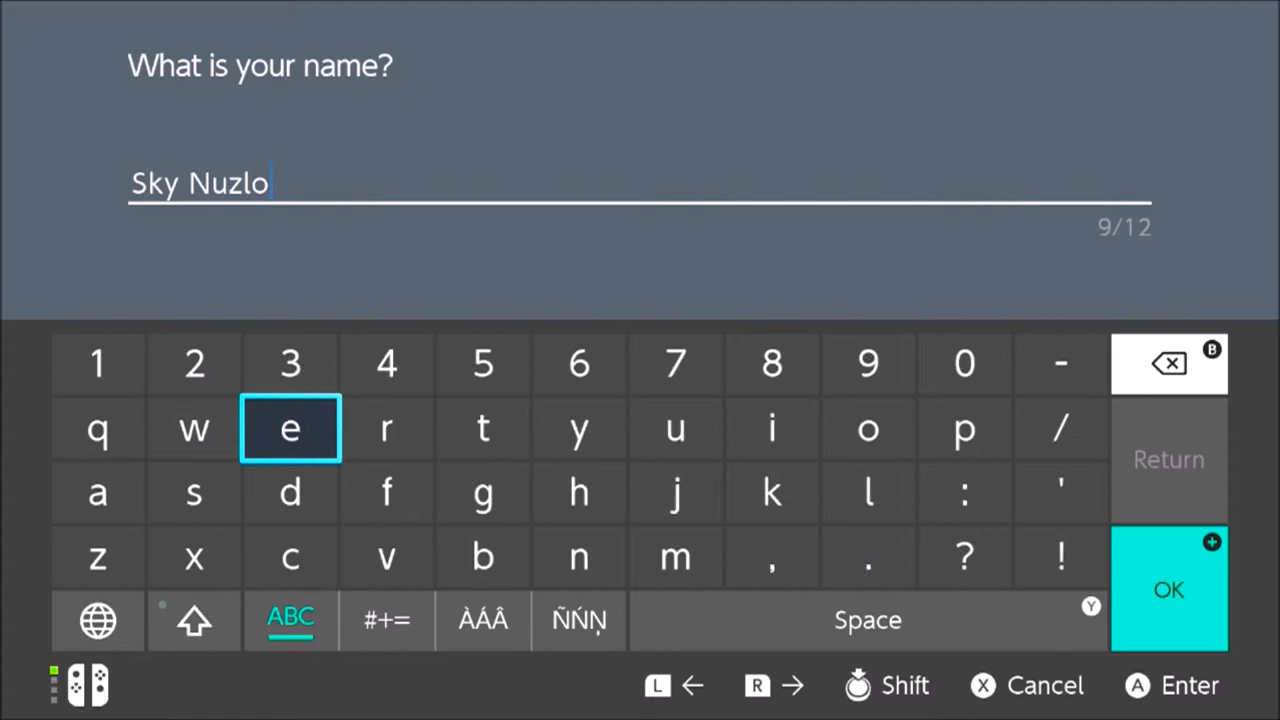 What is your name?
Sky Nuzlo
9/12
1 2 3 4 5 6 7 8 9 0 - B
q w e r t y u i o p / Return
a s d f g h j k l : '
z x c v b n m , . ? ! + OK
ABC #+= ÀÁÂ ÑŃŅ Space Y
L ← R → Shift X Cancel A Enter